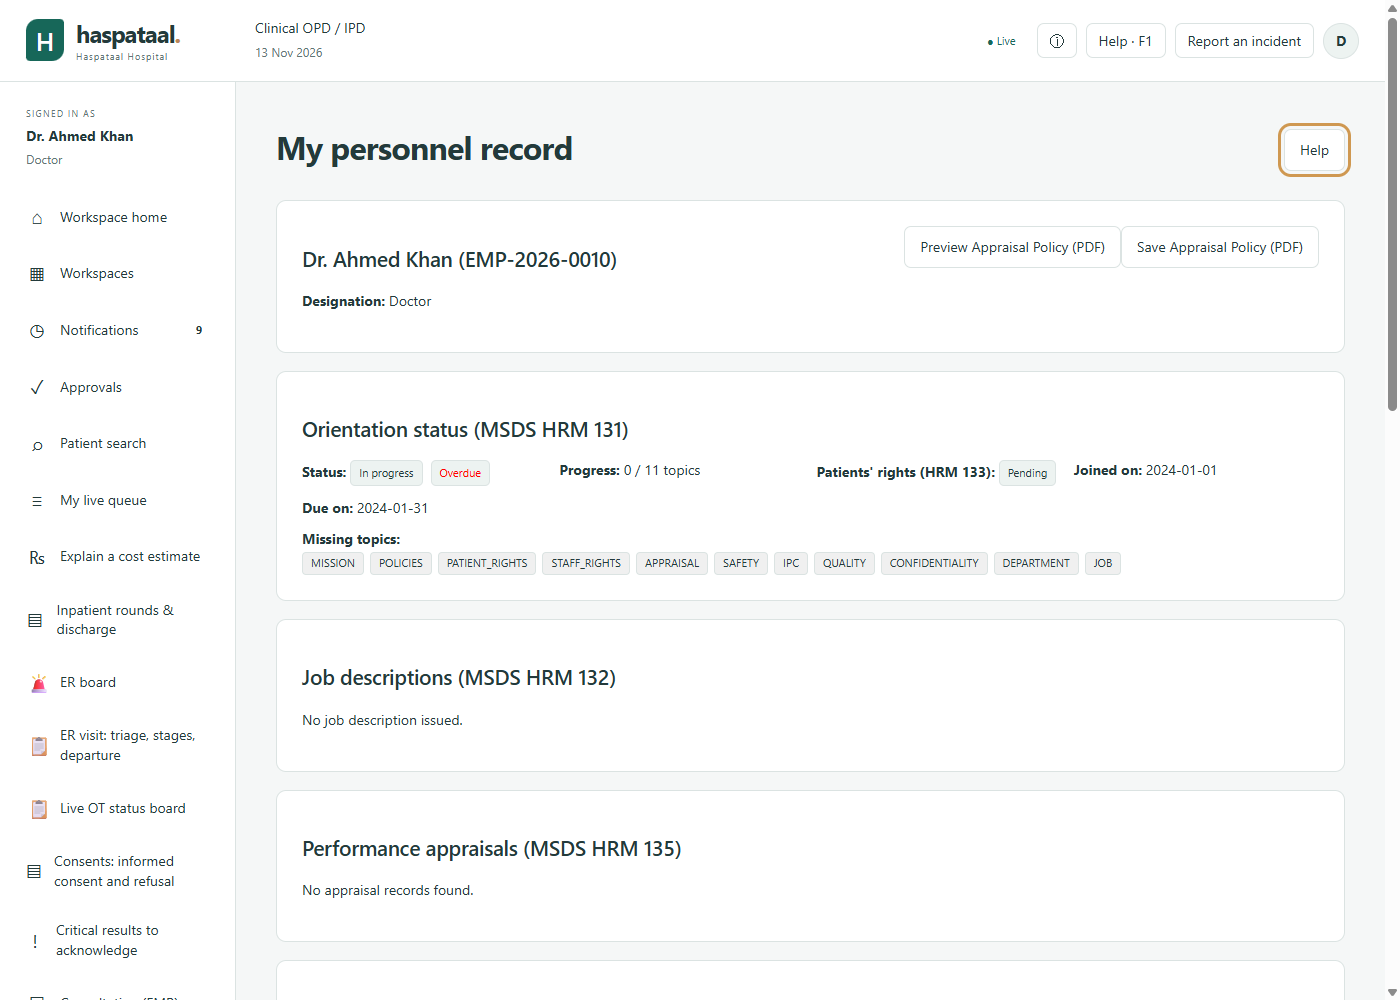 H
haspataal.
Haspataal Hospital
Clinical OPD / IPD
13 Nov 2026
Live
Help · F1
Report an incident
D
SIGNED IN AS
Dr. Ahmed Khan
Doctor
Workspace home
Workspaces
Notifications 9
Approvals
Patient search
My live queue
Rs Explain a cost estimate
Inpatient rounds &
discharge
ER board
ER visit: triage, stages,
departure
Live OT status board
Consents: informed
consent and refusal
! Critical results to
acknowledge
My personnel record
Help
Dr. Ahmed Khan (EMP-2026-0010)
Preview Appraisal Policy (PDF)
Save Appraisal Policy (PDF)
Designation: Doctor
Orientation status (MSDS HRM 131)
Status: In progress Overdue
Progress: 0 / 11 topics
Patients' rights (HRM 133): Pending
Joined on: 2024-01-01
Due on: 2024-01-31
Missing topics:
MISSION POLICIES PATIENT_RIGHTS STAFF_RIGHTS APPRAISAL SAFETY IPC QUALITY CONFIDENTIALITY DEPARTMENT JOB
Job descriptions (MSDS HRM 132)
No job description issued.
Performance appraisals (MSDS HRM 135)
No appraisal records found.